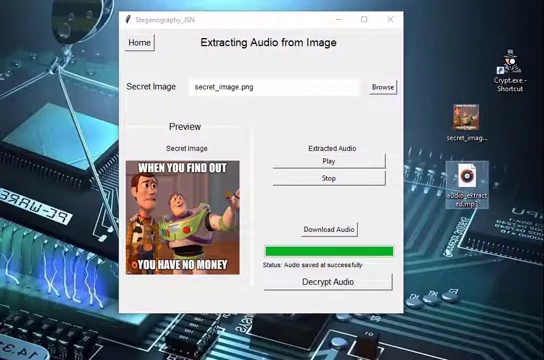 Steganography_JSN
Home
Extracting Audio from Image
Secret Image
secret_image.png
Browse
Preview
Secret Image
WHEN YOU FIND OUT
YOU HAVE NO MONEY
Extracted Audio
Play
Stop
Download Audio
Status: Audio saved at successfully
Decrypt Audio
Crypt.exe -
Shortcut
secret_imag...
audio_extract
ed.mp3
PC-WARE